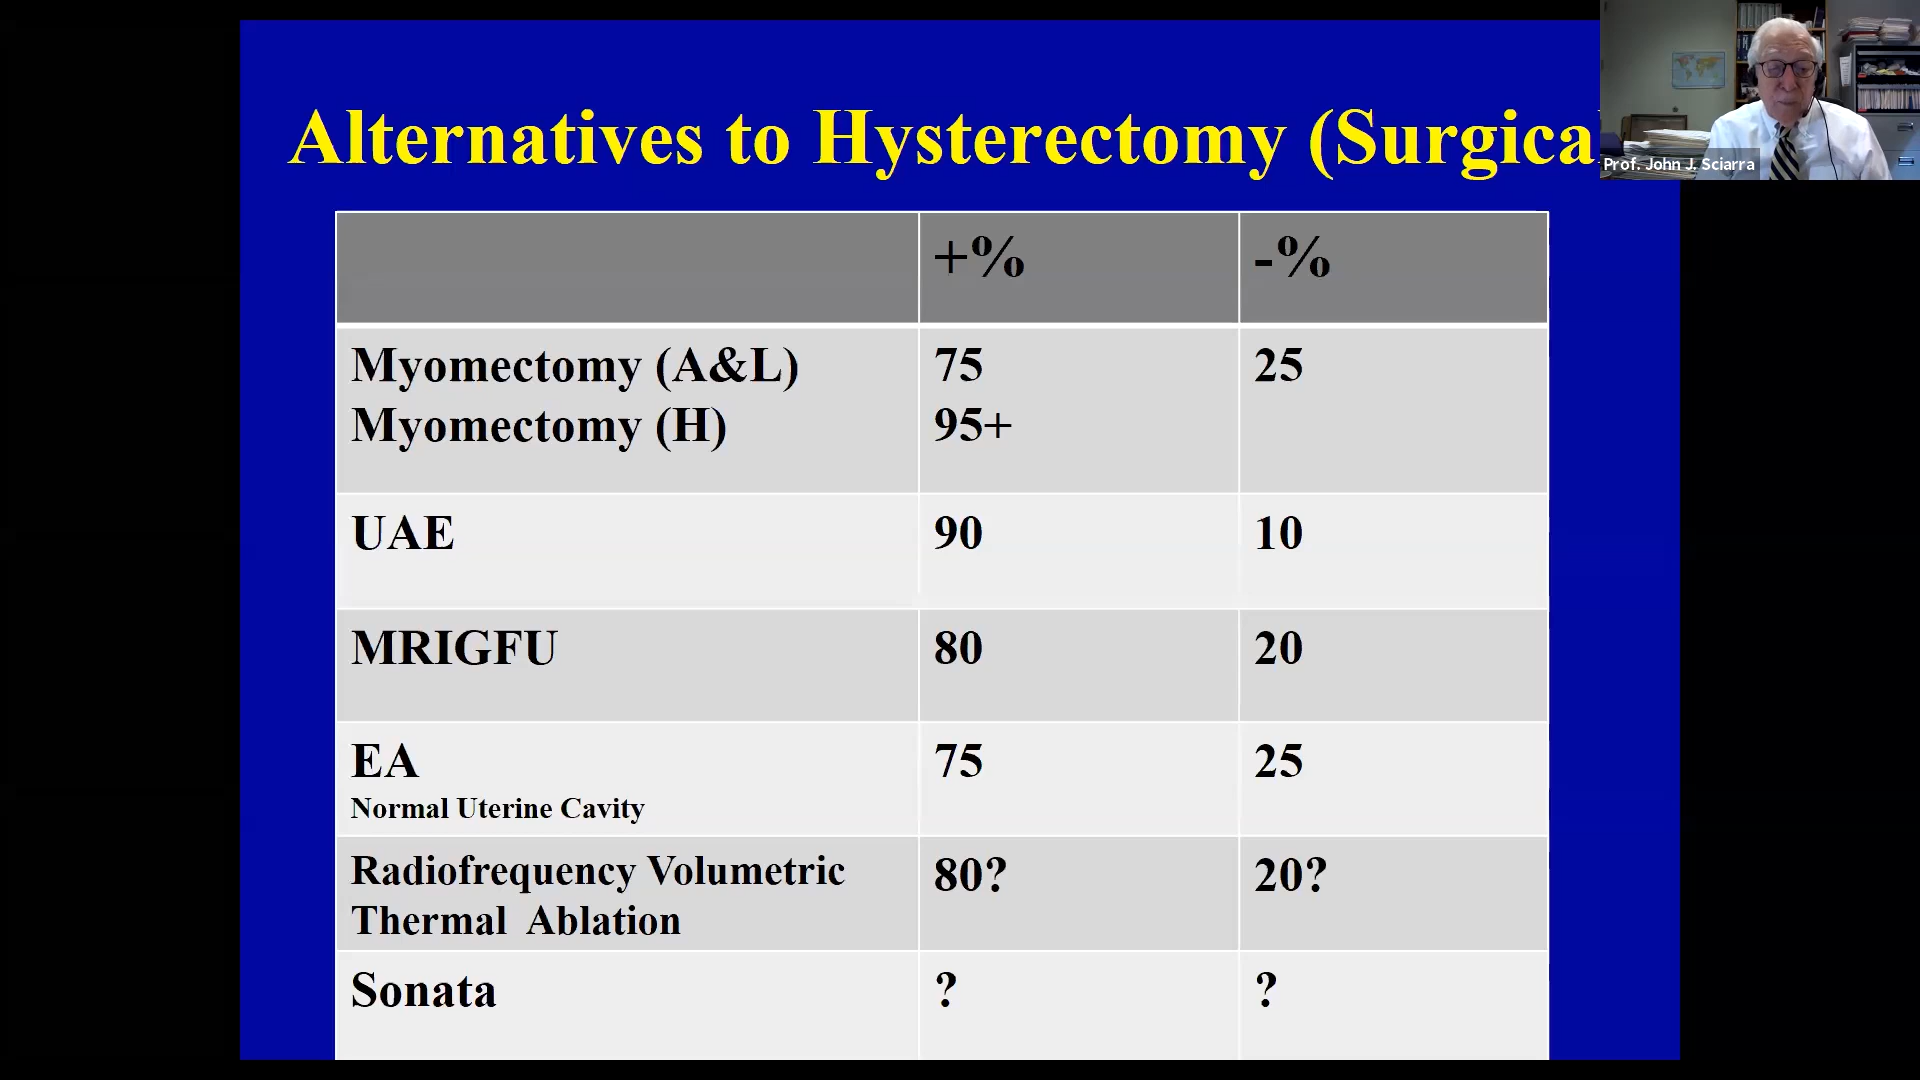 Alternatives to Hysterectomy (Surgica
Prof. John J. Sciarra
+% -%
Myomectomy (A&L) 75 25
Myomectomy (H) 95+
UAE 90 10
MRIGFU 80 20
EA 75 25
Normal Uterine Cavity
Radiofrequency Volumetric 80? 20?
Thermal Ablation
Sonata ? ?